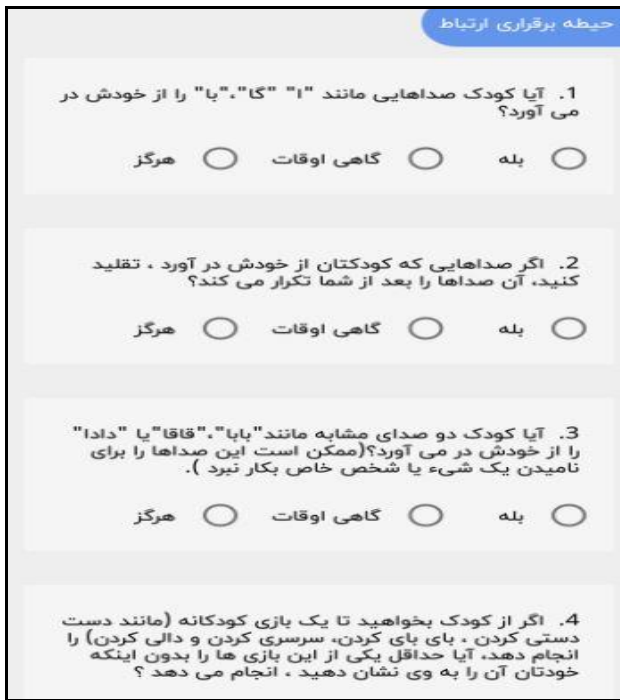 حیطه برقراری ارتباط
1. آیا کودک صداهایی مانند "ا" "گا"،"با" را از خودش در
می آورد؟
بله گاهی اوقات هرگز
2. اگر صداهایی که کودکتان از خودش در آورد ، تقلید
کنید، آن صداها را بعد از شما تکرار می کند؟
بله گاهی اوقات هرگز
3. آیا کودک دو صدای مشابه مانند"بابا"،"قاقا"یا "دادا"
را از خودش در می آورد؟(ممکن است این صداها را برای
نامیدن یک شیء یا شخص خاص بکار نبرد ).
بله گاهی اوقات هرگز
4. اگر از کودک بخواهید تا یک بازی کودکانه (مانند دست
دستی کردن ، بای بای کردن، سرسری کردن و دالی کردن) را
انجام دهد، آیا حداقل یکی از این بازی ها را بدون اینکه
خودتان آن را به وی نشان دهید ، انجام می دهد ؟